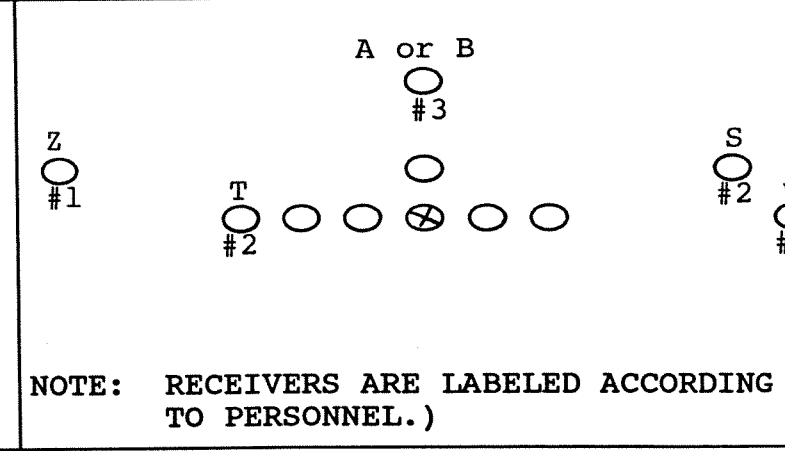 A or B
#3
Z
#1
S
#2
T
#2
#
NOTE: RECEIVERS ARE LABELED ACCORDING
TO PERSONNEL.)